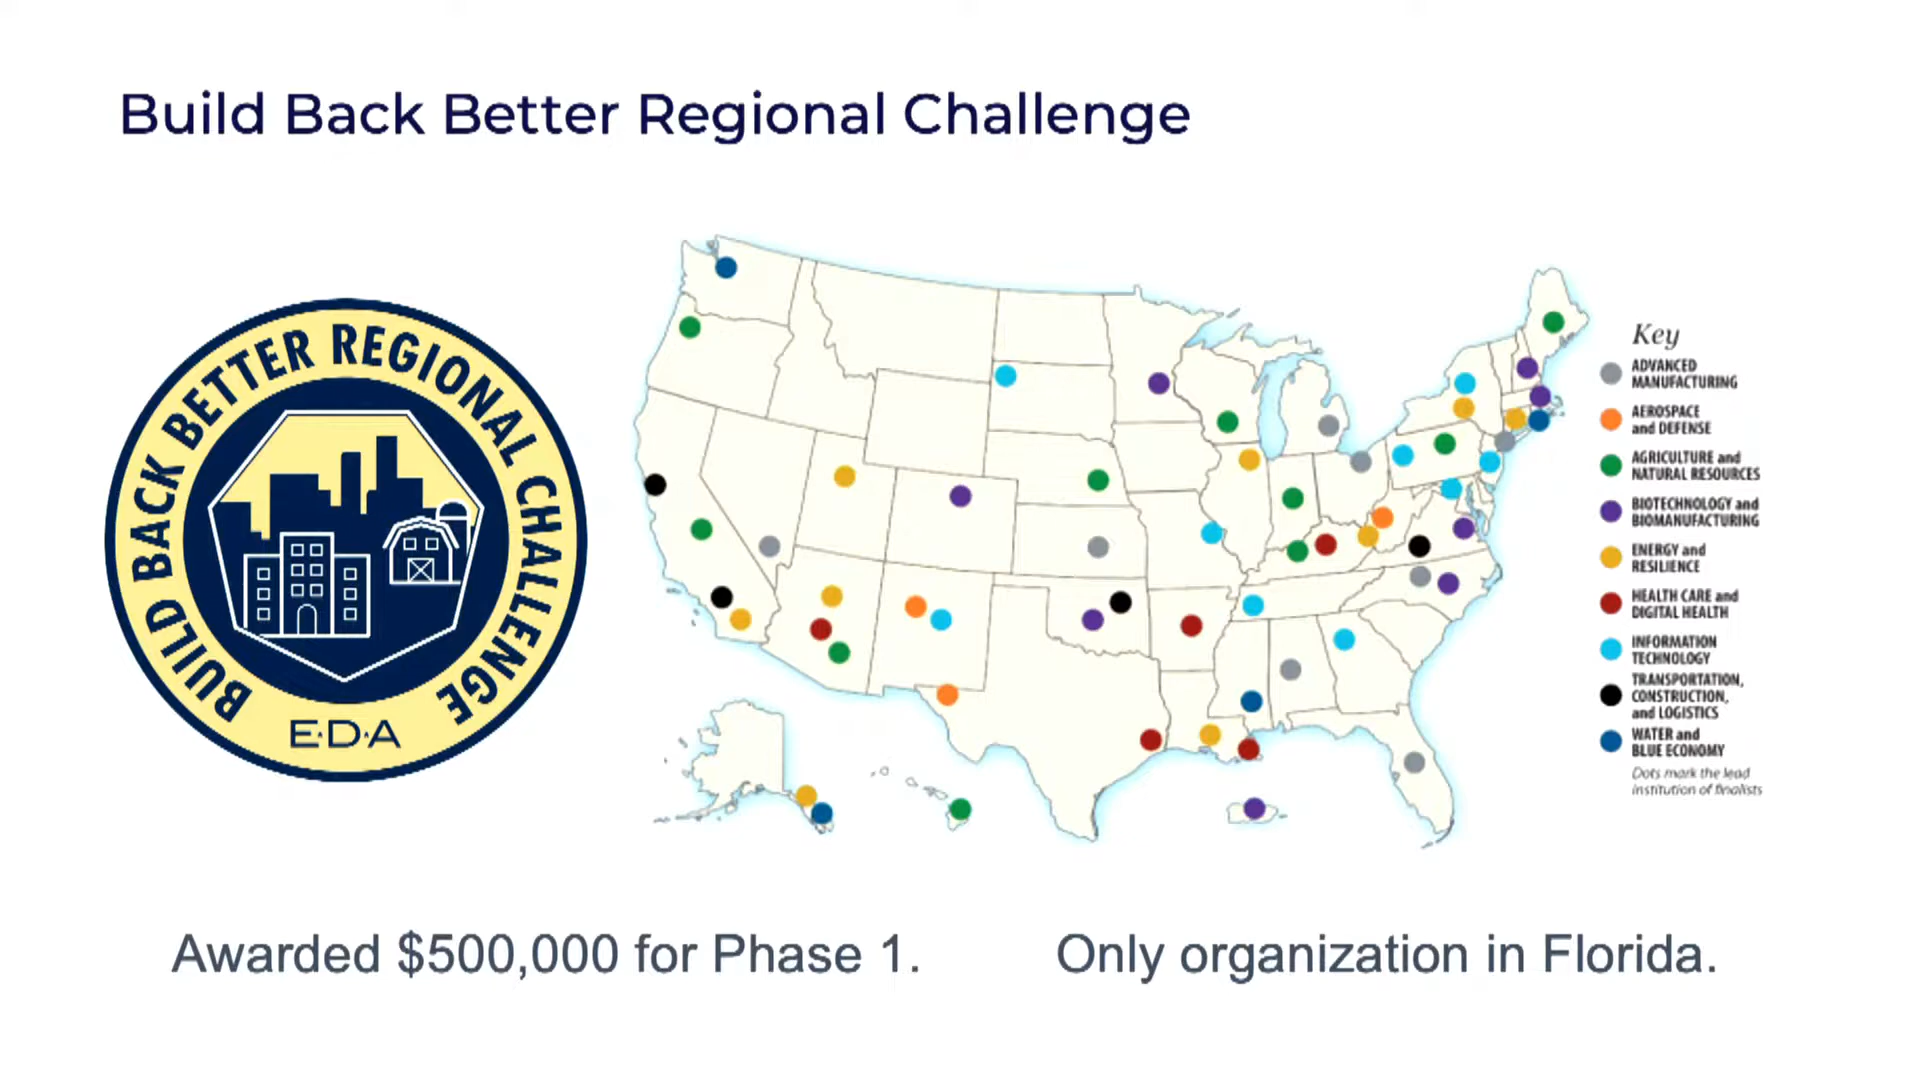 Build Back Better Regional Challenge
BUILD BACK BETTER REGIONAL CHALLENGE
E·D·A
Key
ADVANCED
MANUFACTURING
AEROSPACE
and DEFENSE
AGRICULTURE and
NATURAL RESOURCES
BIOTECHNOLOGY and
BIOMANUFACTURING
ENERGY and
RESILIENCE
HEALTH CARE and
DIGITAL HEALTH
INFORMATION
TECHNOLOGY
TRANSPORTATION,
CONSTRUCTION,
and LOGISTICS
WATER and
BLUE ECONOMY
Dots mark the lead
institution of finalists
Awarded $500,000 for Phase 1.
Only organization in Florida.